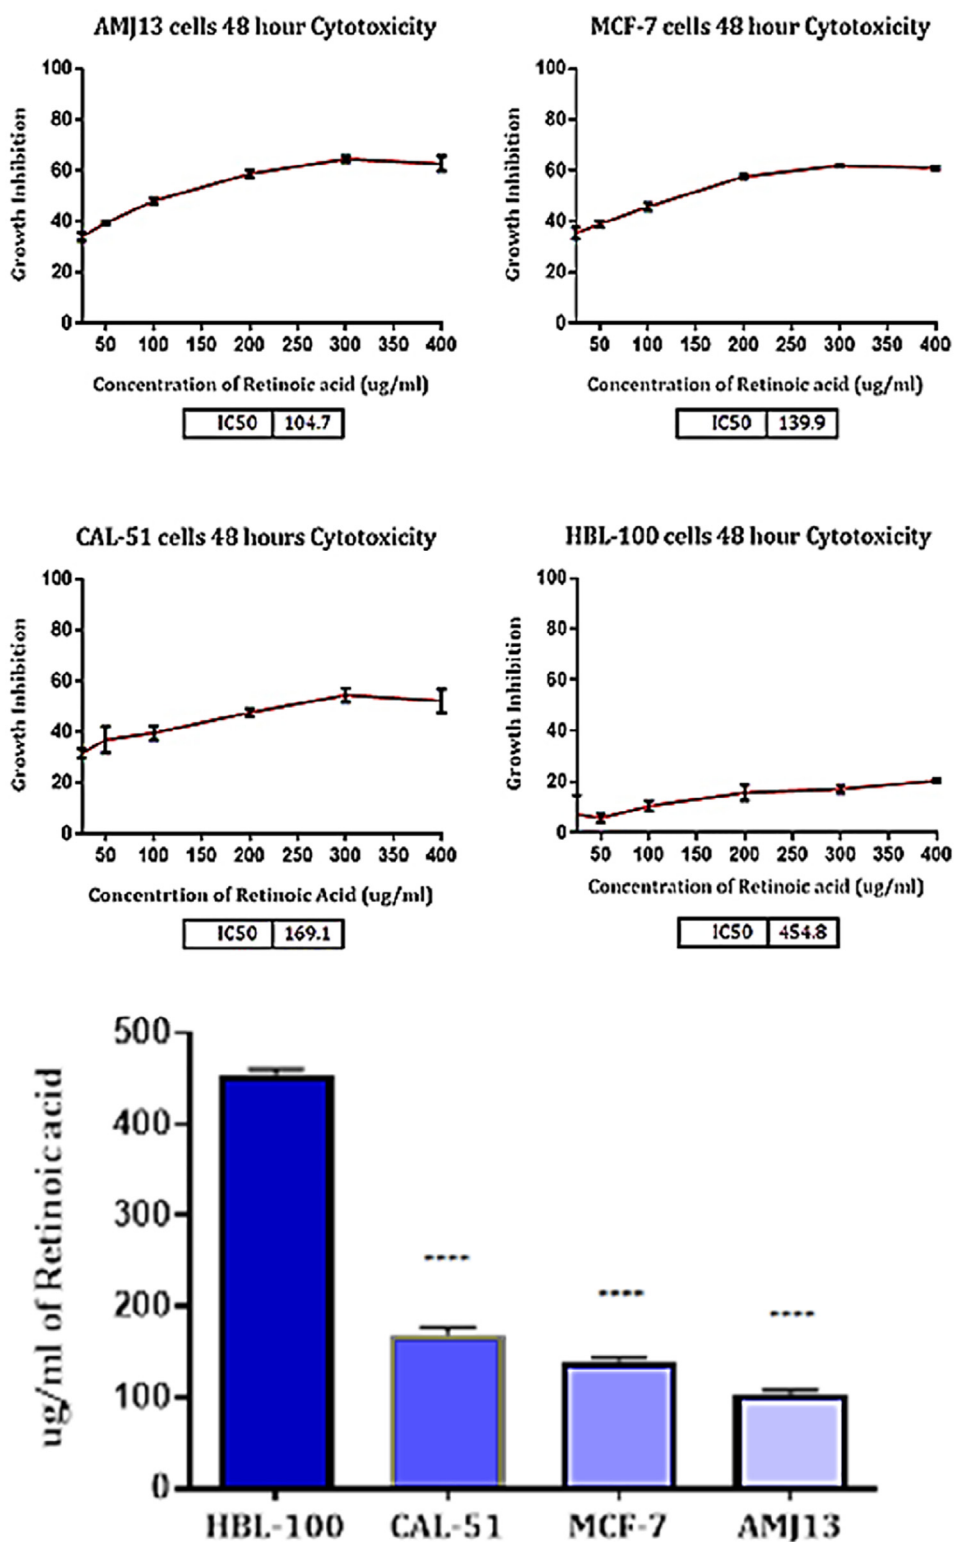 AMJ13 cells 48 hour Cytotoxicity
100
80
60
40
20
0
Growth Inhibition
50 100 150 200 250 300 350 400
Concentration of Retinoic acid (ug/ml)
IC50 104.7
MCF-7 cells 48 hour Cytotoxicity
100
80
60
40
20
0
Growth Inhibition
50 100 150 200 250 300 350 400
Concentration of Retinoic acid (ug/ml)
IC50 139.9
CAL-51 cells 48 hours Cytotoxicity
100
80
60
40
20
0
Growth Inhibition
50 100 150 200 250 300 350 400
Concentrtion of Retinoic Acid (ug/ml)
IC50 169.1
HBL-100 cells 48 hour Cytotoxicity
100
80
60
40
20
0
Growth Inhibition
50 100 150 200 250 300 350 400
Concentration of Retinoic acid (ug/ml)
IC50 454.8
500
400
300
200
100
0
ug/ml of Retinoic acid
****
****
****
HBL-100 CAL-51 MCF-7 AMJ13